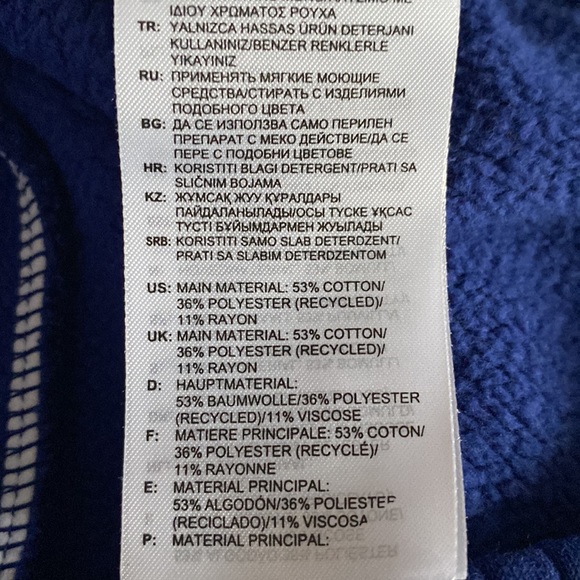 ΙΔΙΟΥ ΧΡΩΜΑΤΟΣ ΡΟΥΧΑ
TR: YALNIZCA HASSAS ÜRÜN DETERJANI
KULLANINIZ/BENZER RENKLERLE
YIKAYINIZ
RU: ПРИМЕНЯТЬ МЯГКИЕ МОЮЩИЕ
СРЕДСТВА/СТИРАТЬ С ИЗДЕЛИЯМИ
ПОДОБНОГО ЦВЕТА
BG: ДА СЕ ИЗПОЛЗВА САМО ПЕРИЛЕН
ПРЕПАРАТ С МЕКО ДЕЙСТВИЕ/ДА СЕ
ПЕРЕ С ПОДОБНИ ЦВЕТОВЕ
HR: KORISTITI BLAGI DETERGENT/PRATI SA
SLIČNIM BOJAMA
KZ: ЖҰМСАҚ ЖУУ ҚҰРАЛДАРЫ
ПАЙДАЛАНЫЛАДЫ/ОСЫ ТҮСКЕ ҰҚСАС
ТҮСТІ БҰЙЫМДАРМЕН ЖУЫЛАДЫ
SRB: KORISTITI SAMO SLAB DETERDZENT/
PRATI SA SLABIM DETERDZENTOM
US: MAIN MATERIAL: 53% COTTON/
36% POLYESTER (RECYCLED)/
11% RAYON
UK: MAIN MATERIAL: 53% COTTON/
36% POLYESTER (RECYCLED)/
11% RAYON
D: HAUPTMATERIAL:
53% BAUMWOLLE/36% POLYESTER
(RECYCLED)/11% VISCOSE
F: MATIERE PRINCIPALE: 53% COTON/
36% POLYESTER (RECYCLÉ)/
11% RAYONNE
E: MATERIAL PRINCIPAL:
53% ALGODÓN/36% POLIESTER
(RECICLADO)/11% VISCOSA
P: MATERIAL PRINCIPAL: